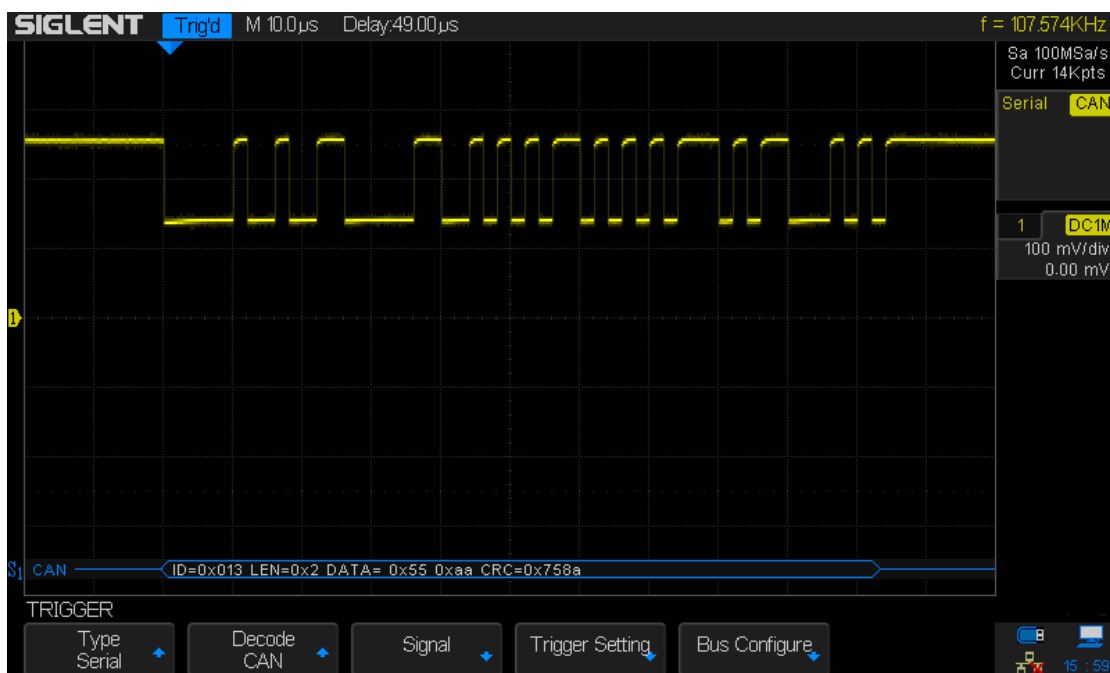 SIGLENT Trig'd M 10.0µs Delay:49.00µs f = 107.574KHz
Sa 100MSa/s
Curr 14Kpts
Serial CAN
1 DC1M
100 mV/div
0.00 mV
1
S1 CAN ID=0x013 LEN=0x2 DATA= 0x55 0xaa CRC=0x758a
TRIGGER
Type
Serial
Decode
CAN
Signal
Trigger Setting
Bus Configure
15 : 59